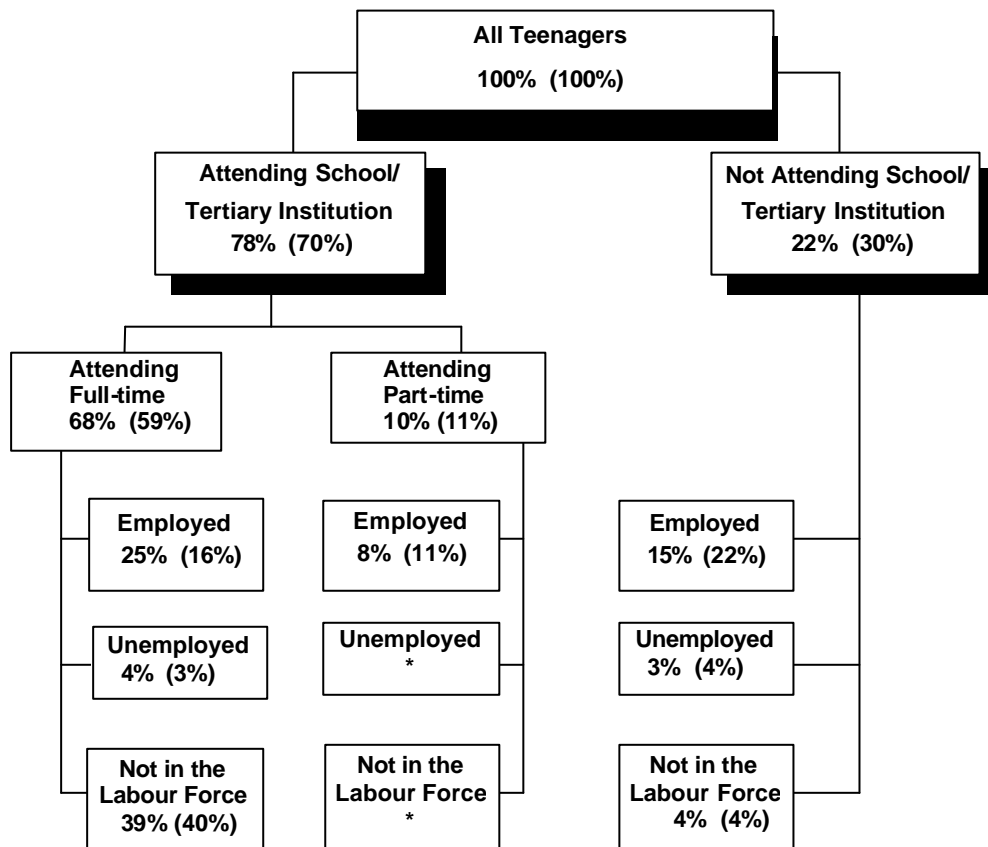 All Teenagers
100% (100%)
Attending School/
Tertiary Institution
78% (70%)
Not Attending School/
Tertiary Institution
22% (30%)
Attending
Full-time
68% (59%)
Attending
Part-time
10% (11%)
Employed
25% (16%)
Employed
8% (11%)
Employed
15% (22%)
Unemployed
4% (3%)
Unemployed
*
Unemployed
3% (4%)
Not in the
Labour Force
39% (40%)
Not in the
Labour Force
*
Not in the
Labour Force
4% (4%)